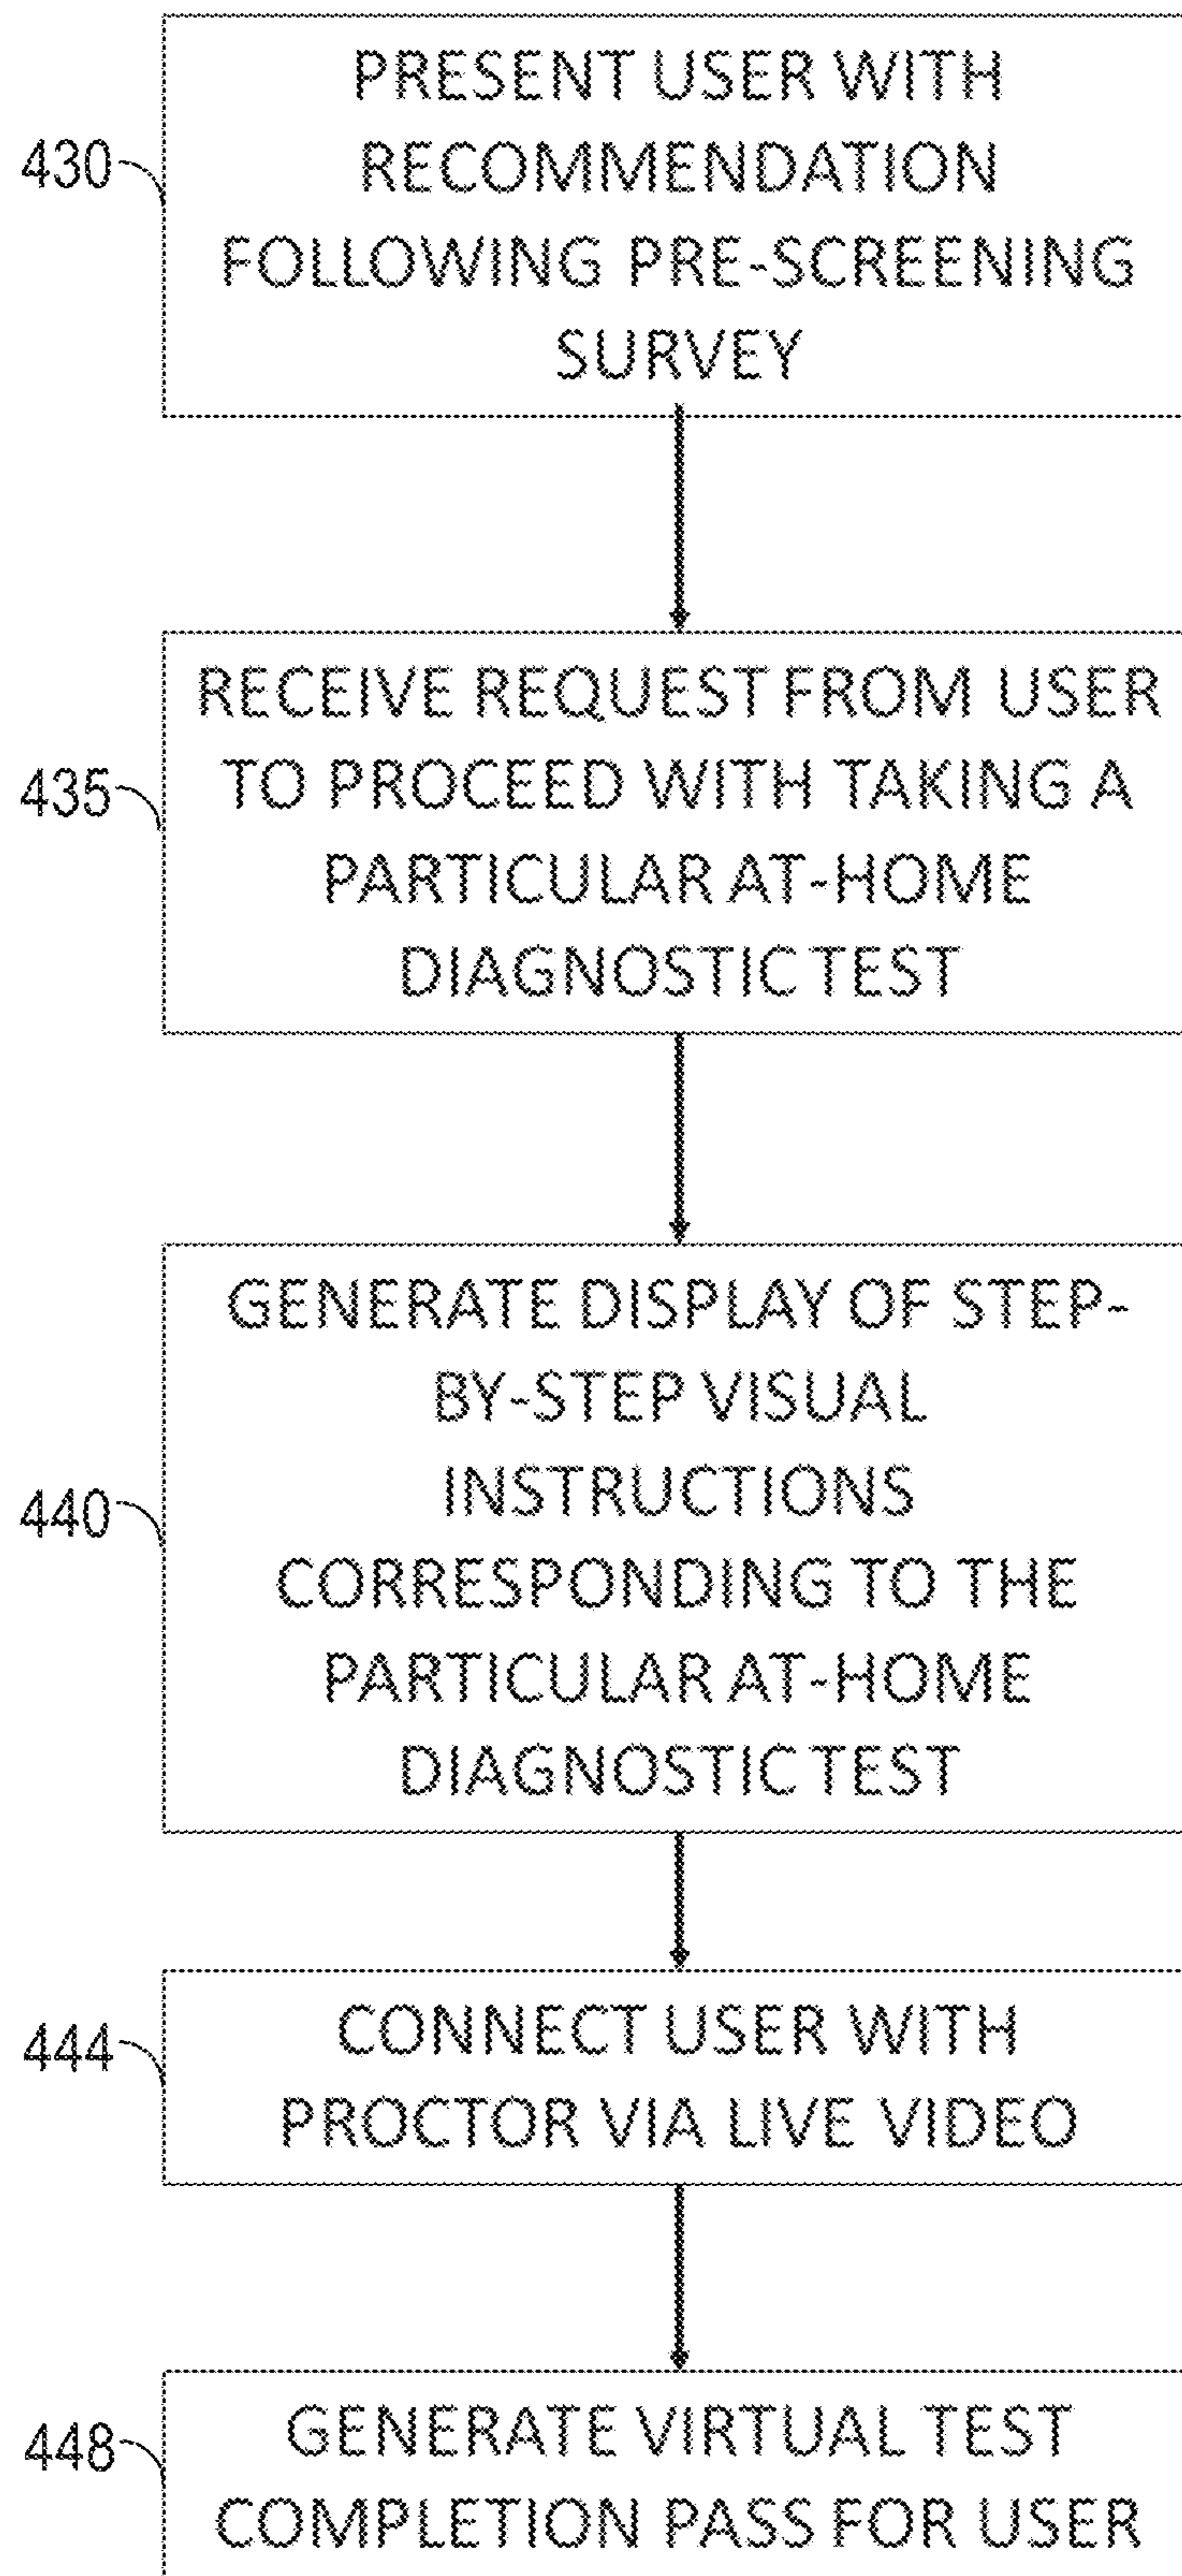 PRESENT USER WITH
RECOMMENDATION
430
FOLLOWING PRE-SCREENING
SURVEY
RECEIVE REQUEST FROM USER
435
TO PROCEED WITH TAKING A
PARTICULAR AT-HOME
DIAGNOSTIC TEST
GENERATE DISPLAY OF STEP-
BY-STEP VISUAL
INSTRUCTIONS
440
CORRESPONDING TO THE
PARTICULAR AT-HOME
DIAGNOSTIC TEST
CONNECT USER WITH
444
PROCTOR VIA LIVE VIDEO
GENERATE VIRTUAL TEST
448
COMPLETION PASS FOR USER